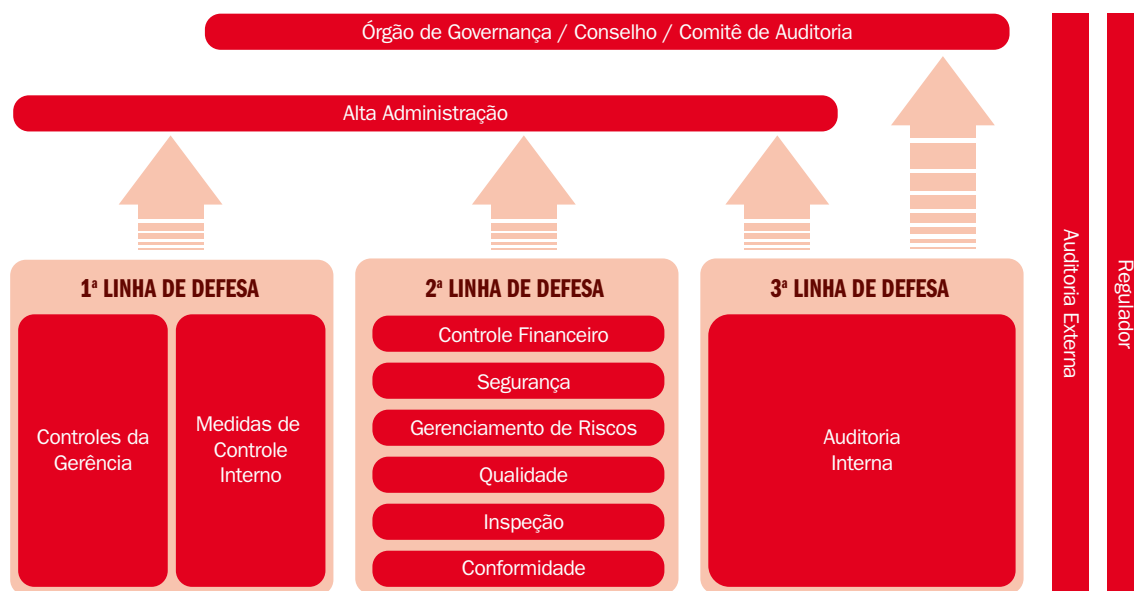 Órgão de Governança / Conselho / Comitê de Auditoria
Alta Administração
1ª LINHA DE DEFESA
Controles da
Gerência
Medidas de
Controle
Interno
2ª LINHA DE DEFESA
Controle Financeiro
Segurança
Gerenciamento de Riscos
Qualidade
Inspeção
Conformidade
3ª LINHA DE DEFESA
Auditoria
Interna
Auditoria Externa
Regulador